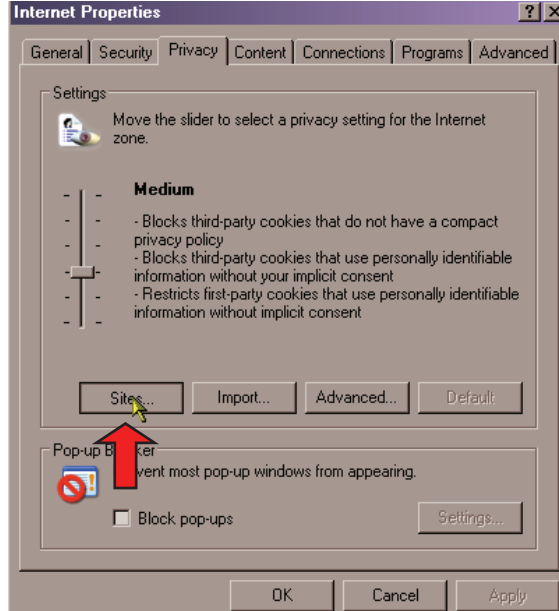 Internet Properties
General Security Privacy Content Connections Programs Advanced
Settings
Move the slider to select a privacy setting for the Internet
zone.
Medium
- Blocks third-party cookies that do not have a compact
privacy policy
- Blocks third-party cookies that use personally identifiable
information without your implicit consent
- Restricts first-party cookies that use personally identifiable
information without implicit consent
Sites... Import... Advanced... Default
Pop-up
most pop-up windows from appearing.
Block pop-ups
Settings...
OK Cancel Apply